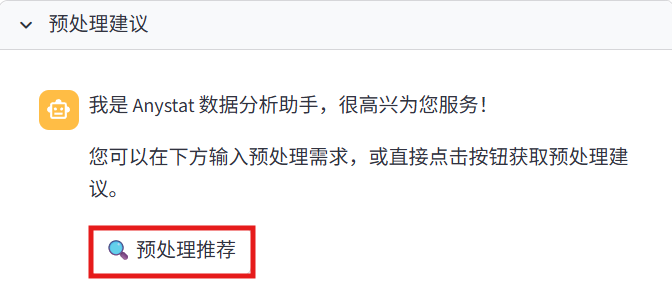 预处理建议
我是 Anystat 数据分析助手，很高兴为您服务！
您可以在下方输入预处理需求，或直接点击按钮获取预处理建
议。
预处理推荐